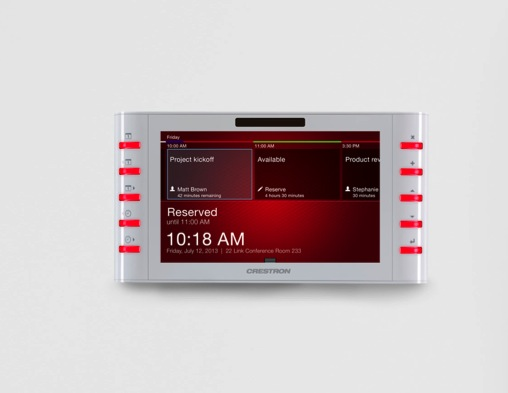 Friday
10:00 AM
11:00 AM
3:30 PM
Project kickoff
Available
Product rev
Matt Brown
42 minutes remaining
Reserve
4 hours 30 minutes
Stephanie
30 minutes
Reserved
until 11:00 AM
10:18 AM
Friday, July 12, 2013 | 22 Link Conference Room 233
CRESTRON